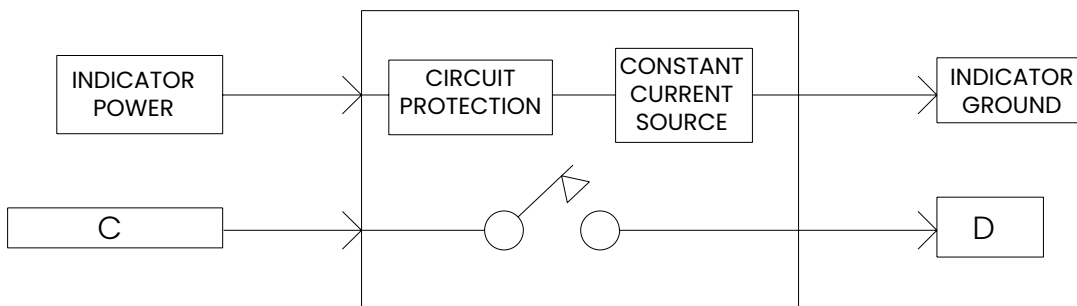 INDICATOR
POWER
CIRCUIT
PROTECTION
CONSTANT
CURRENT
SOURCE
INDICATOR
GROUND
C
D